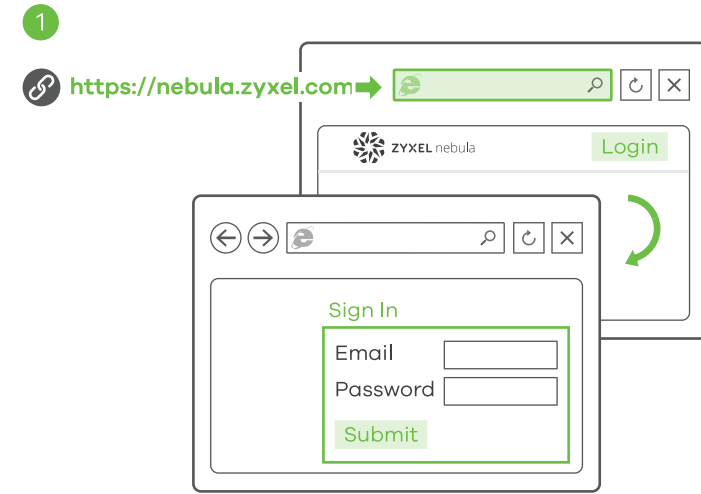 1
https://nebula.zyxel.com
ZYXEL nebula
Login
Sign In
Email
Password
Submit